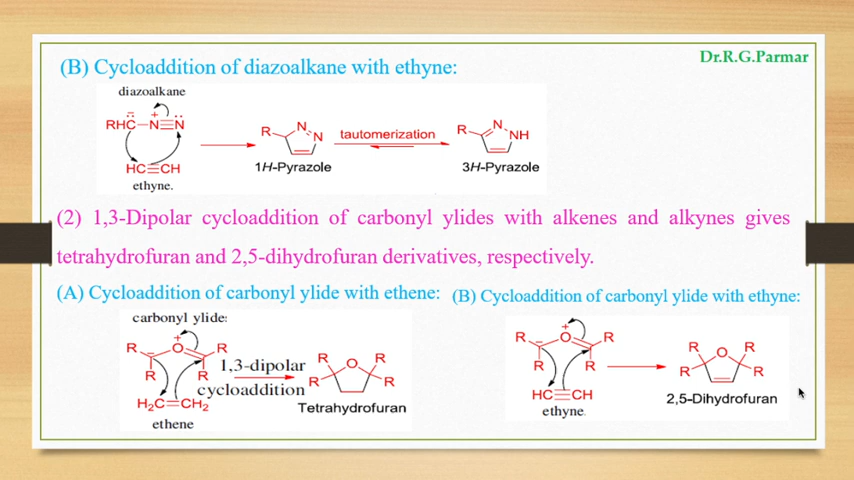 Dr.R.G.Parmar
(B) Cycloaddition of diazoalkane with ethyne:
diazoalkane
RHC̈–N≡N̈
+
HC≡CH
ethyne.
R
N
N
1H-Pyrazole
tautomerization
R
N
NH
3H-Pyrazole
(2) 1,3-Dipolar cycloaddition of carbonyl ylides with alkenes and alkynes gives
tetrahydrofuran and 2,5-dihydrofuran derivatives, respectively.
(A) Cycloaddition of carbonyl ylide with ethene:
carbonyl ylide:
+
R – O R
R R
H₂C=CH₂
ethene
1,3-dipolar
cycloaddition
R O R
R R
Tetrahydrofuran
(B) Cycloaddition of carbonyl ylide with ethyne:
+
R – O R
R R
HC≡CH
ethyne
R O R
R R
2,5-Dihydrofuran